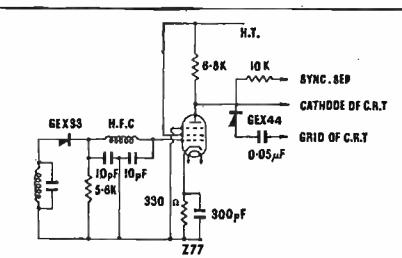 H.T.
6·8K
10K
SYNC. SEP
CATHODE OF C.R.T
GEX44
GRID OF C.R.T
0·05µF
GEX33
H.F.C
10pF
10pF
5·6K
330 Ω
300pF
Z77